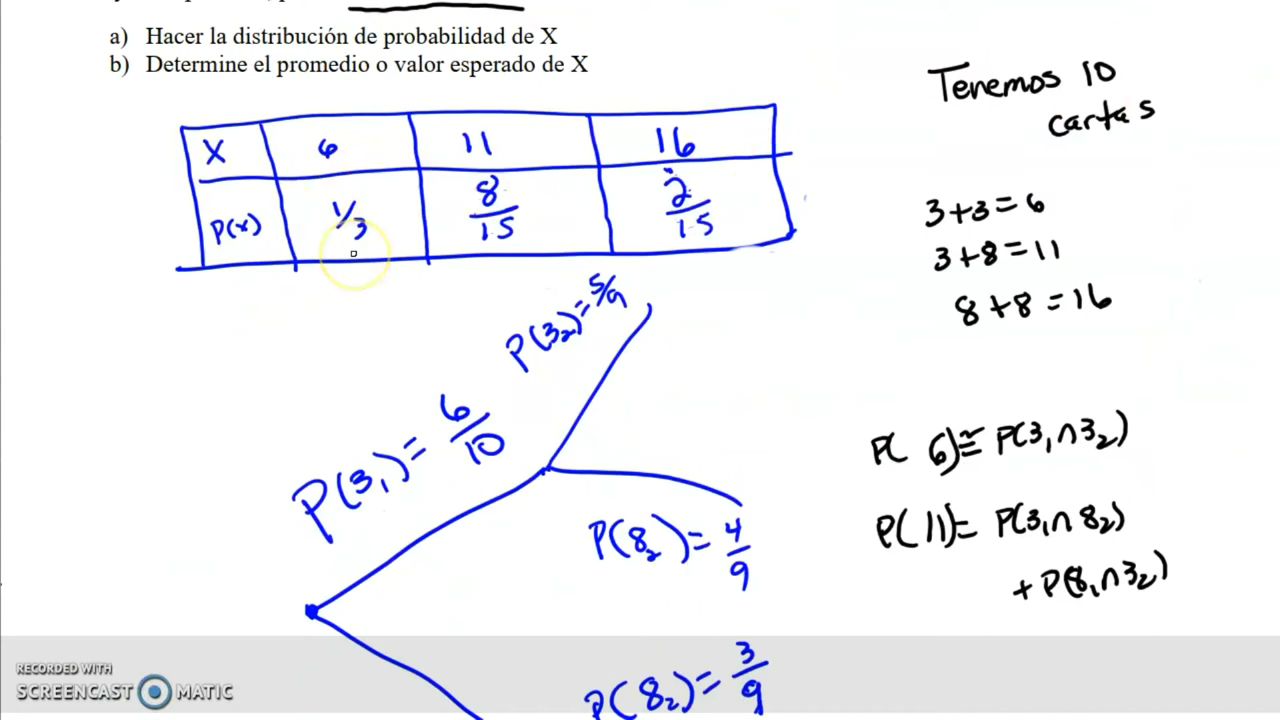 a) Hacer la distribución de probabilidad de X
b) Determine el promedio o valor esperado de X
Tenemos 10
cartas
X 6 11 16
P(x) 1/3 8/15 2/15
3+3=6
3+8=11
8+8=16
P(3₂)=5/9
P(3₁)=6/10
P(8₂)=4/9
P(6)≅P(3₁∩3₂)
P(11)=P(3₁∩8₂)
+P(8₁∩3₂)
P(8₂)=3/9
RECORDED WITH
SCREENCAST MATIC